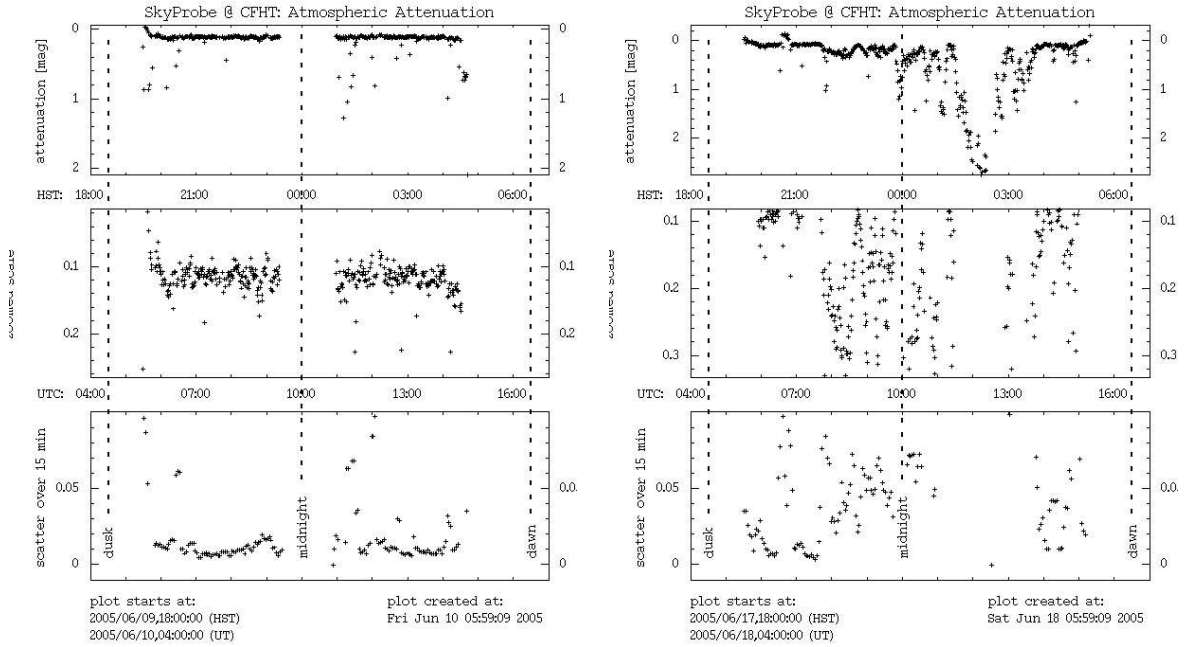 SkyProbe @ CFHT: Atmospheric Attenuation
attenuation [mag]
0
1
2
0
1
2
HST: 18:00 21:00 00:00 03:00 06:00
zoomed scale
0.1
0.2
UTC: 04:00 07:00 10:00 13:00 16:00
scatter over 15 min
0.05
0
0.0
0
dusk
midnight
dawn
plot starts at:
2005/06/09,18:00:00 (HST)
2005/06/10,04:00:00 (UT)
plot created at:
Fri Jun 10 05:59:09 2005
SkyProbe @ CFHT: Atmospheric Attenuation
attenuation [mag]
0
1
2
0
1
2
HST: 18:00 21:00 00:00 03:00 06:00
zoomed scale
0.1
0.2
0.3
0.1
0.2
0.3
UTC: 04:00 07:00 10:00 13:00 16:00
scatter over 15 min
0.05
0
0.0
0
dusk
midnight
dawn
plot starts at:
2005/06/17,18:00:00 (HST)
2005/06/18,04:00:00 (UT)
plot created at:
Sat Jun 18 05:59:09 2005